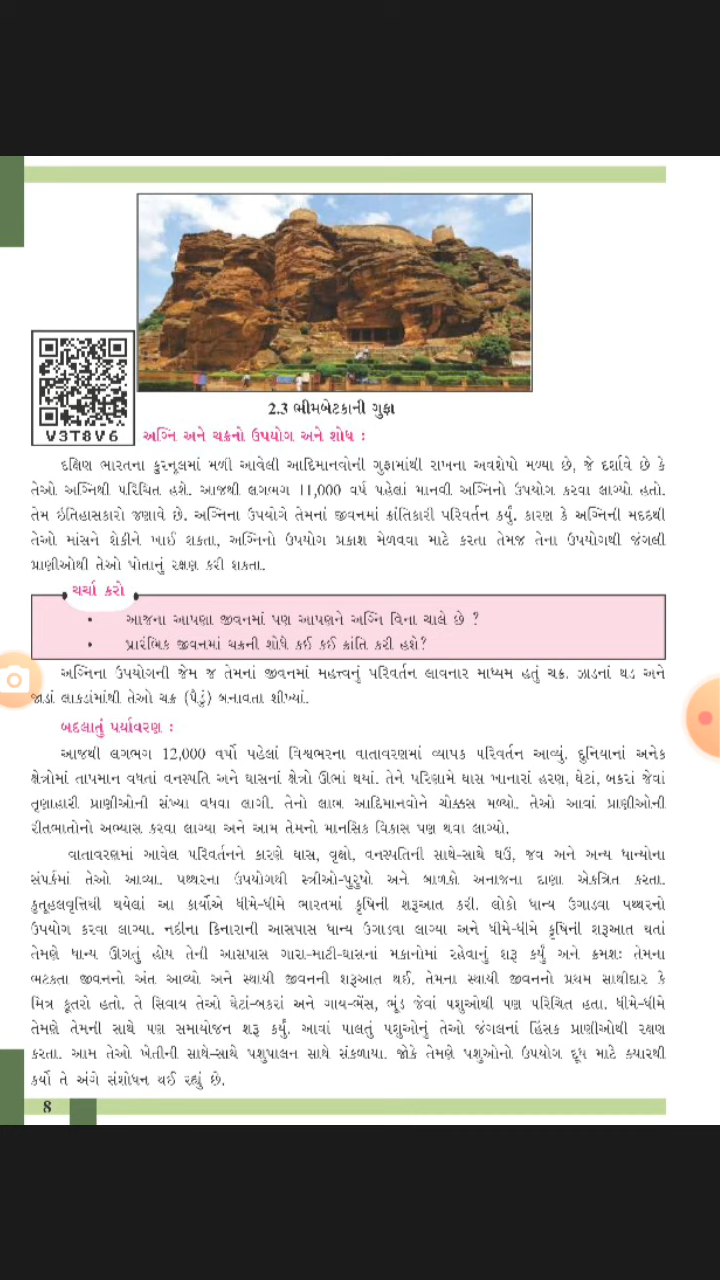 2.3 ભીમબેટકાની ગુફા
V3T8V6
અગ્નિ અને ચક્રનો ઉપયોગ અને શોધ :
દક્ષિણ ભારતના કુરનૂલમાં મળી આવેલી આદિમાનવોની ગુફામાંથી રાખના અવશેષો મળ્યા છે, જે દર્શાવે છે કે
તેઓ અગ્નિથી પરિચિત હશે. આજથી લગભગ 11,000 વર્ષ પહેલાં માનવી અગ્નિનો ઉપયોગ કરવા લાગ્યો હતો.
તેમ ઇતિહાસકારો જણાવે છે. અગ્નિના ઉપયોગે તેમનાં જીવનમાં ક્રાંતિકારી પરિવર્તન કર્યું. કારણ કે અગ્નિની મદદથી
તેઓ માંસને શેકીને ખાઈ શકતા, અગ્નિનો ઉપયોગ પ્રકાશ મેળવવા માટે કરતા તેમજ તેના ઉપયોગથી જંગલી
પ્રાણીઓથી તેઓ પોતાનું રક્ષણ કરી શકતા.
ચર્ચા કરો
• આજના આપણા જીવનમાં પણ આપણને અગ્નિ વિના ચાલે છે ?
• પ્રારંભિક જીવનમાં ચક્રની શોધે કઈ કઈ ક્રાંતિ કરી હશે?
અગ્નિના ઉપયોગની જેમ જ તેમનાં જીવનમાં મહત્ત્વનું પરિવર્તન લાવનાર માધ્યમ હતું ચક્ર. ઝાડનાં થડ અને
જાડાં લાકડાંમાંથી તેઓ ચક્ર (પૈડું) બનાવતા શીખ્યાં.
બદલાતું પર્યાવરણ :
આજથી લગભગ 12,000 વર્ષો પહેલાં વિશ્વભરના વાતાવરણમાં વ્યાપક પરિવર્તન આવ્યું. દુનિયાનાં અનેક
ક્ષેત્રોમાં તાપમાન વધતાં વનસ્પતિ અને ઘાસનાં ક્ષેત્રો ઊભાં થયાં. તેને પરિણામે ઘાસ ખાનારાં હરણ, ઘેટાં, બકરાં જેવાં
તૃણાહારી પ્રાણીઓની સંખ્યા વધવા લાગી. તેનો લાભ આદિમાનવોને ચોક્કસ મળ્યો. તેઓ આવાં પ્રાણીઓની
રીતભાતોનો અભ્યાસ કરવા લાગ્યા અને આમ તેમનો માનસિક વિકાસ પણ થવા લાગ્યો.
વાતાવરણમાં આવેલ પરિવર્તનને કારણે ઘાસ, વૃક્ષો, વનસ્પતિની સાથે-સાથે ઘઉં, જવ અને અન્ય ધાન્યોના
સંપર્કમાં તેઓ આવ્યા. પથ્થરના ઉપયોગથી સ્ત્રીઓ-પુરુષો અને બાળકો અનાજના દાણા એકત્રિત કરતા.
કુતૂહલવૃત્તિથી થયેલાં આ કાર્યોએ ધીમે-ધીમે ભારતમાં કૃષિની શરૂઆત કરી. લોકો ધાન્ય ઉગાડવા પથ્થરનો
ઉપયોગ કરવા લાગ્યા. નદીના કિનારાની આસપાસ ધાન્ય ઉગાડવા લાગ્યા અને ધીમે-ધીમે કૃષિની શરૂઆત થતાં
તેમણે ધાન્ય ઊગતું હોય તેની આસપાસ ગારા-માટી-ઘાસનાં મકાનોમાં રહેવાનું શરૂ કર્યું અને ક્રમશઃ તેમના
ભટકતા જીવનનો અંત આવ્યો અને સ્થાયી જીવનની શરૂઆત થઈ. તેમના સ્થાયી જીવનનો પ્રથમ સાથીદાર કે
મિત્ર કૂતરો હતો. તે સિવાય તેઓ ઘેટાં-બકરાં અને ગાય-ભેંસ, ભૂંડ જેવાં પશુઓથી પણ પરિચિત હતા. ધીમે-ધીમે
તેમણે તેમની સાથે પણ સમાયોજન શરૂ કર્યું. આવાં પાલતું પશુઓનું તેઓ જંગલનાં હિંસક પ્રાણીઓથી રક્ષણ
કરતા. આમ તેઓ ખેતીની સાથે-સાથે પશુપાલન સાથે સંકળાયા. જોકે તેમણે પશુઓનો ઉપયોગ દૂધ માટે ક્યારથી
કર્યો તે અંગે સંશોધન થઈ રહ્યું છે.
8